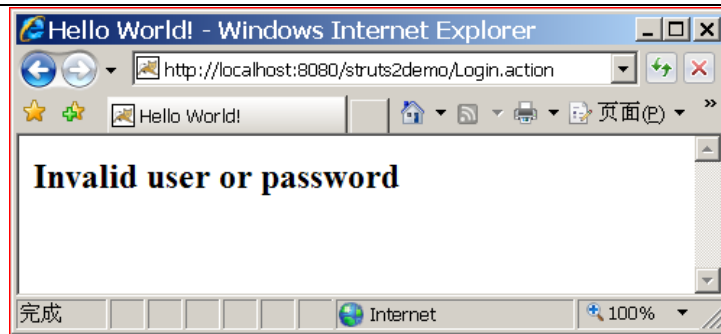 Hello World! - Windows Internet Explorer
http://localhost:8080/struts2demo/Login.action
Hello World!
页面(P)
Invalid user or password
完成
Internet
100%